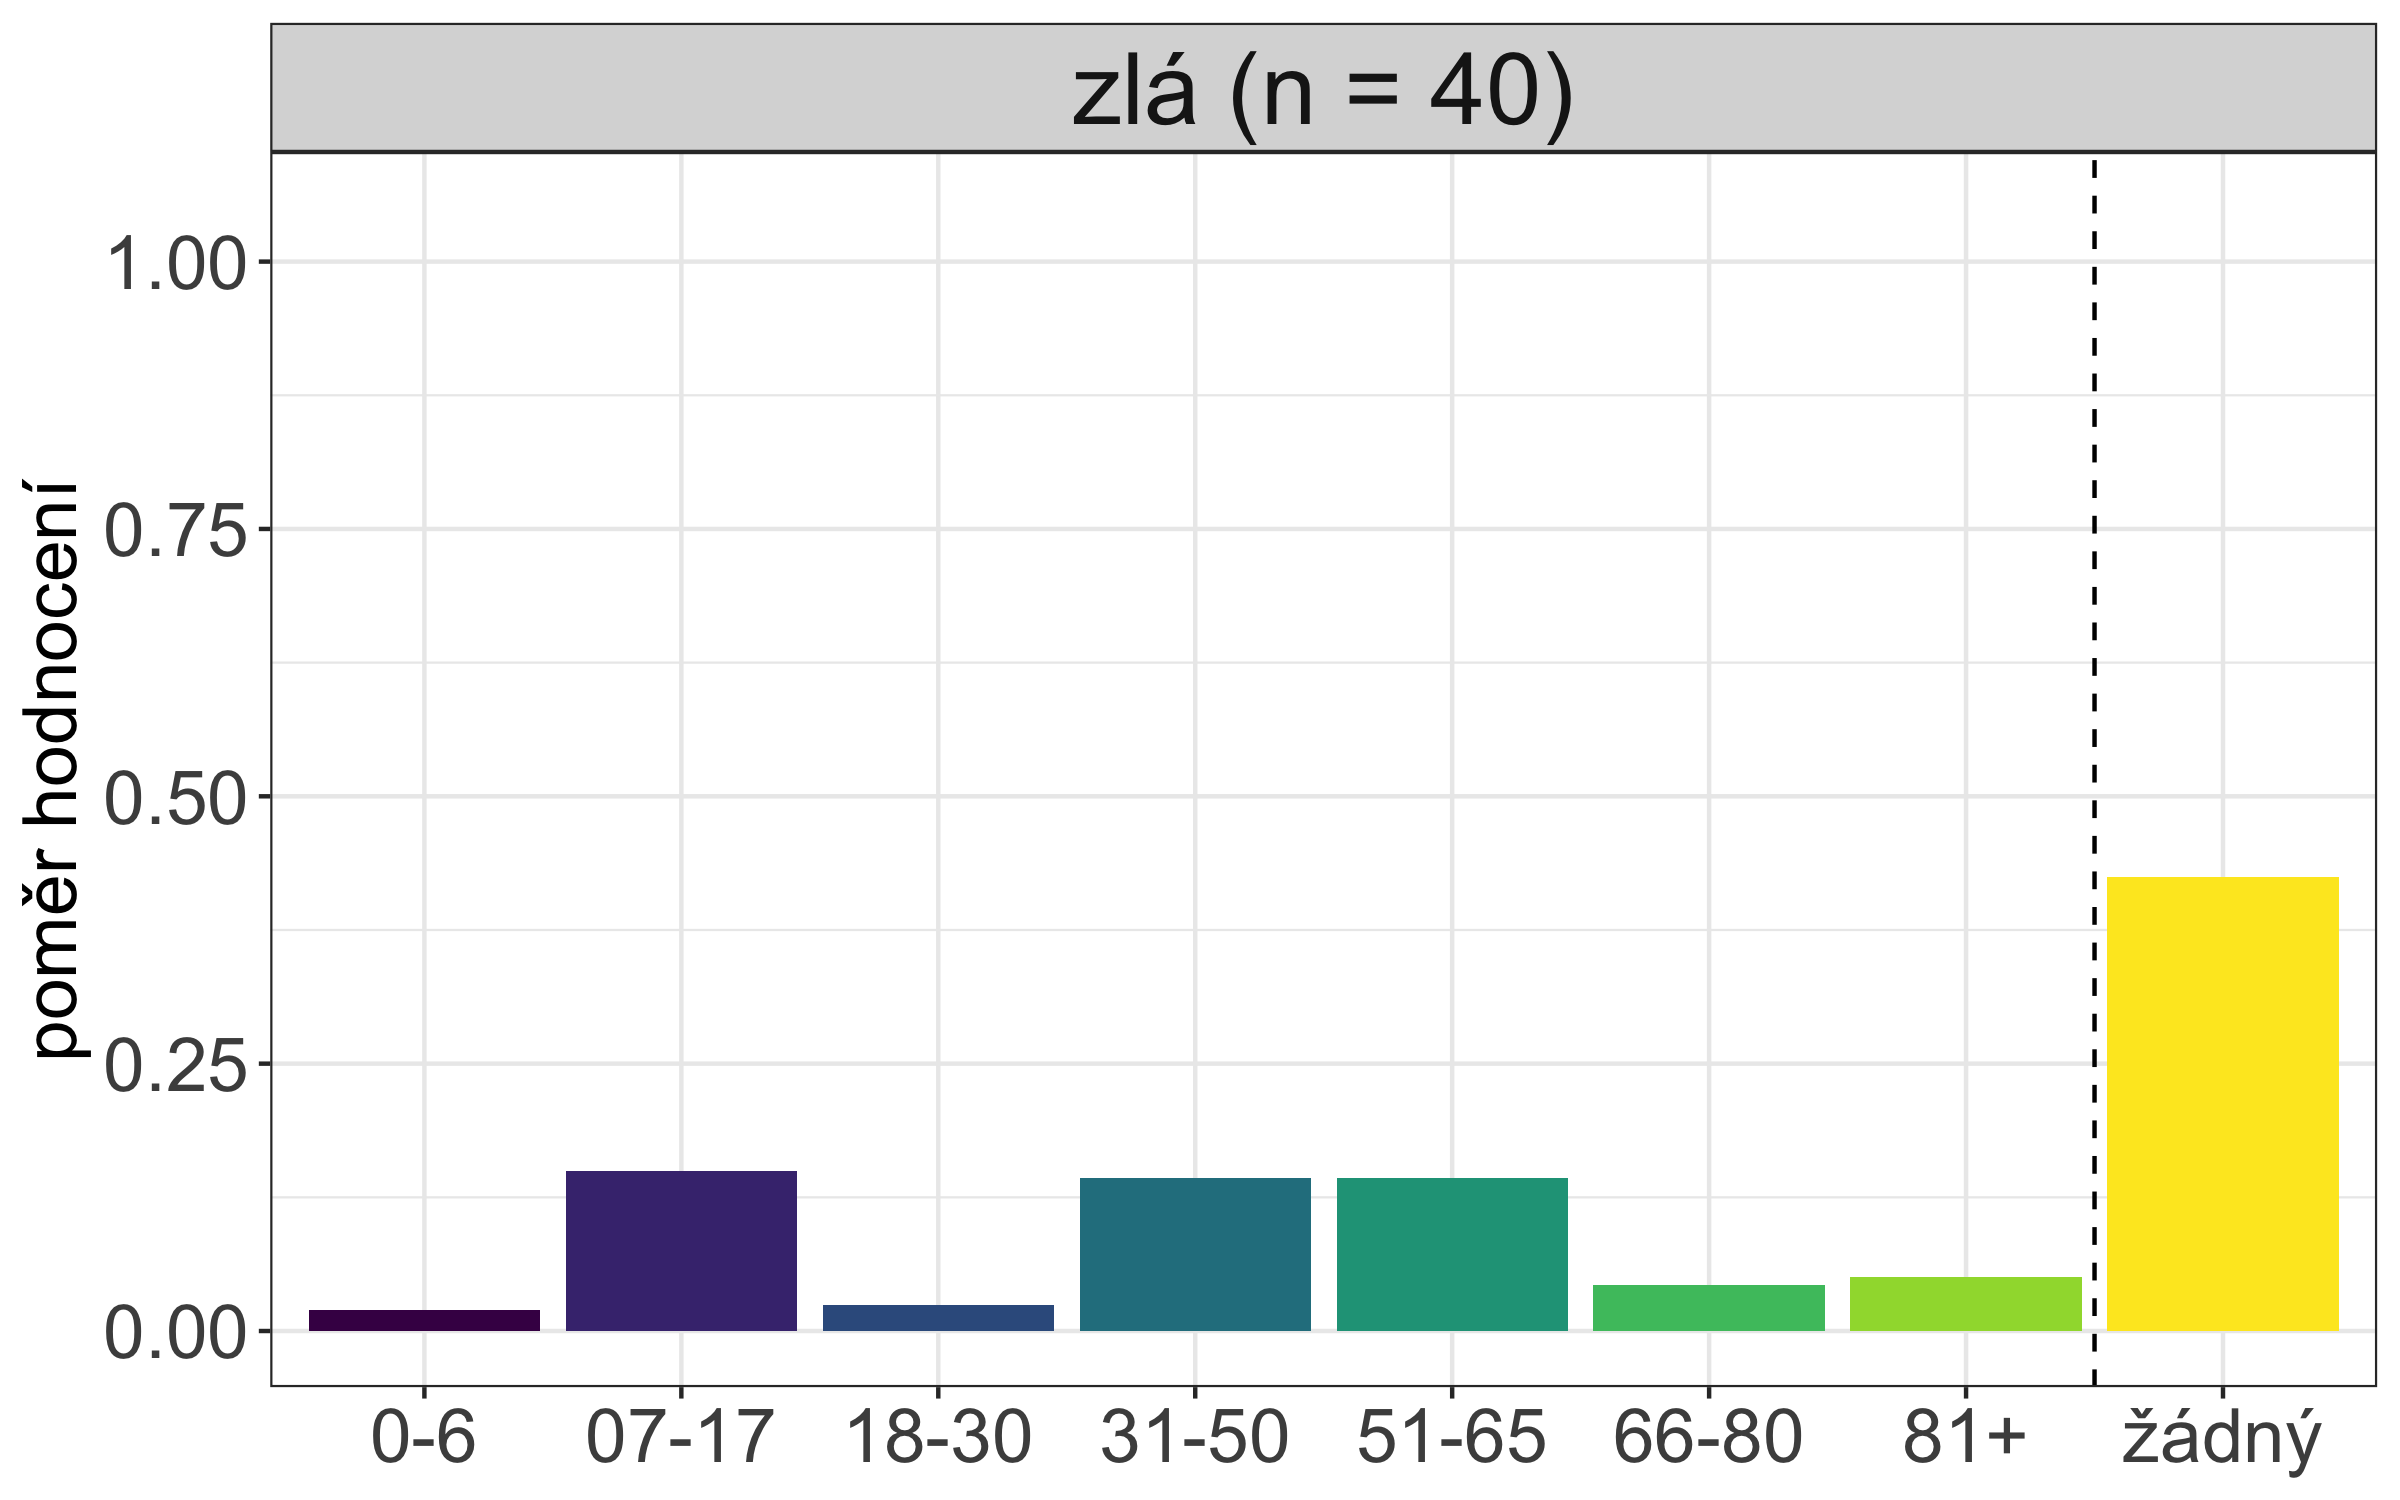 zlá (n = 40)
poměr hodnocení
1.00
0.75
0.50
0.25
0.00
0-6 07-17 18-30 31-50 51-65 66-80 81+ žádný